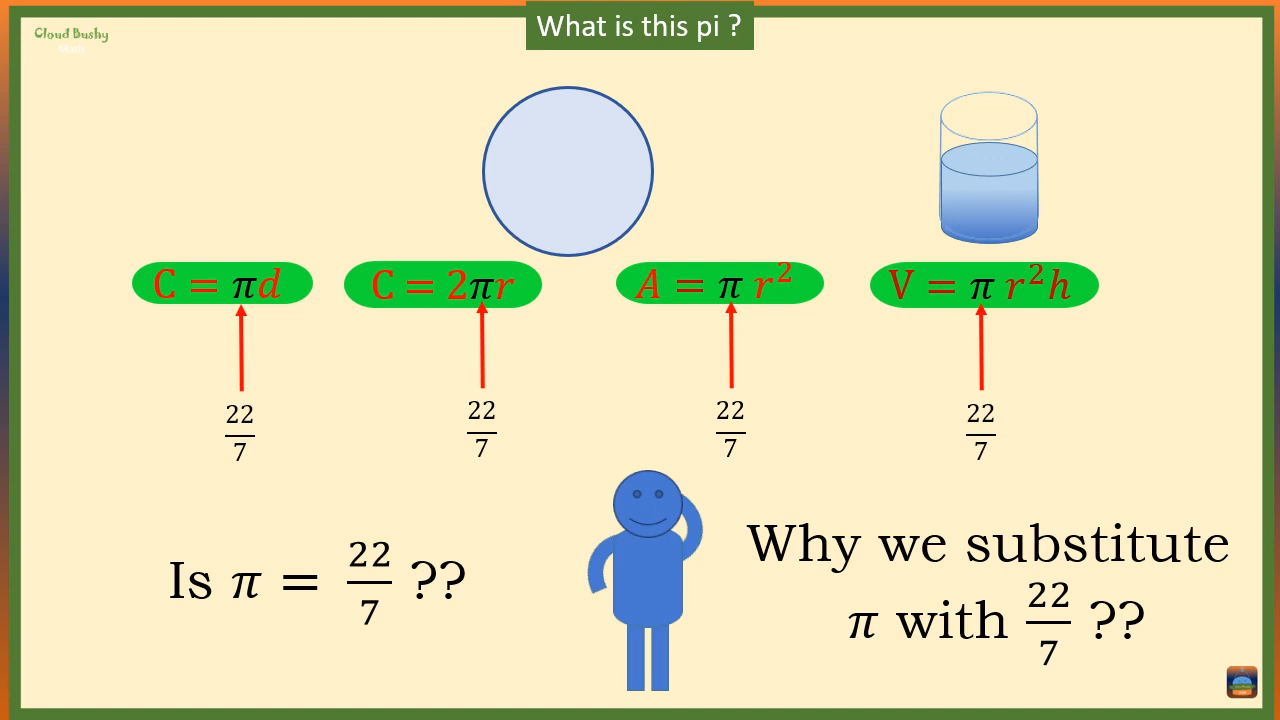 What is this pi ?
Cloud Bushy
Math
C = πd
C = 2πr
A = π r²
V = π r²h
22/7
22/7
22/7
22/7
Is π = 22/7 ??
Why we substitute
π with 22/7 ??